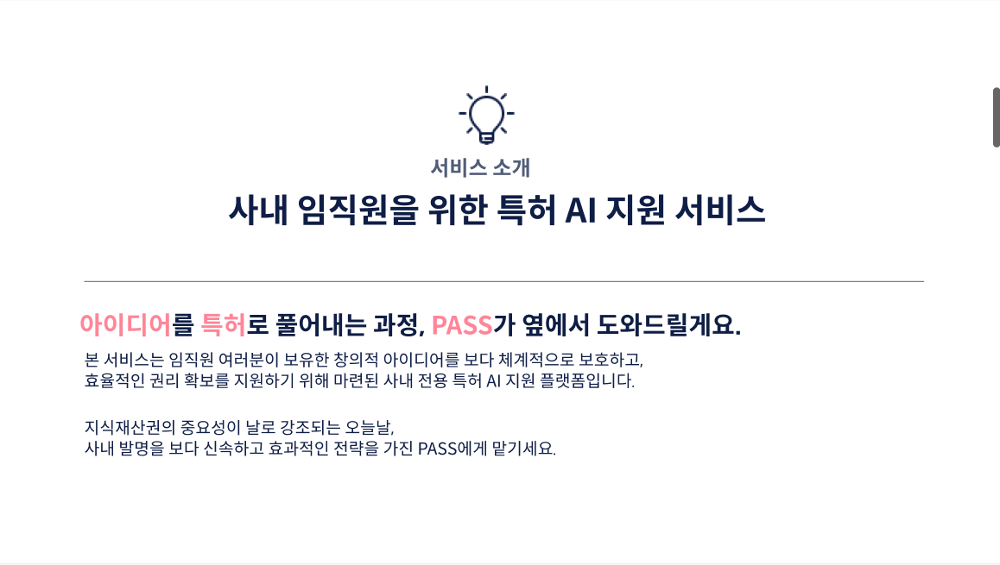 서비스 소개
사내 임직원을 위한 특허 AI 지원 서비스
아이디어를 특허로 풀어내는 과정, PASS가 옆에서 도와드릴게요.
본 서비스는 임직원 여러분이 보유한 창의적 아이디어를 보다 체계적으로 보호하고,
효율적인 권리 확보를 지원하기 위해 마련된 사내 전용 특허 AI 지원 플랫폼입니다.
지식재산권의 중요성이 날로 강조되는 오늘날,
사내 발명을 보다 신속하고 효과적인 전략을 가진 PASS에게 맡기세요.